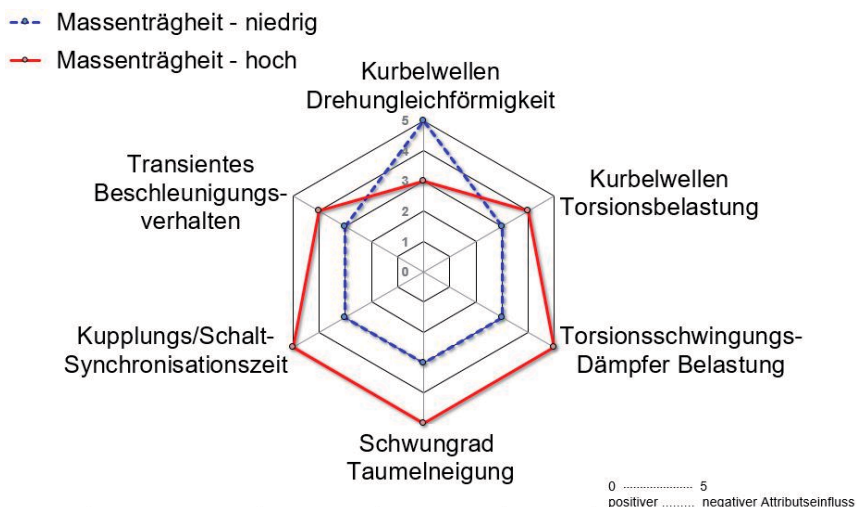 Massenträgheit - niedrig
Massenträgheit - hoch
Kurbelwellen
Drehungleichförmigkeit
5
4
3
2
1
0
Transientes
Beschleunigungs-
verhalten
Kurbelwellen
Torsionsbelastung
Kupplungs/Schalt-
Synchronisationszeit
Torsionsschwingungs-
Dämpfer Belastung
Schwungrad
Taumelneigung
0 ...................... 5
positiver ......... negativer Attributseinfluss